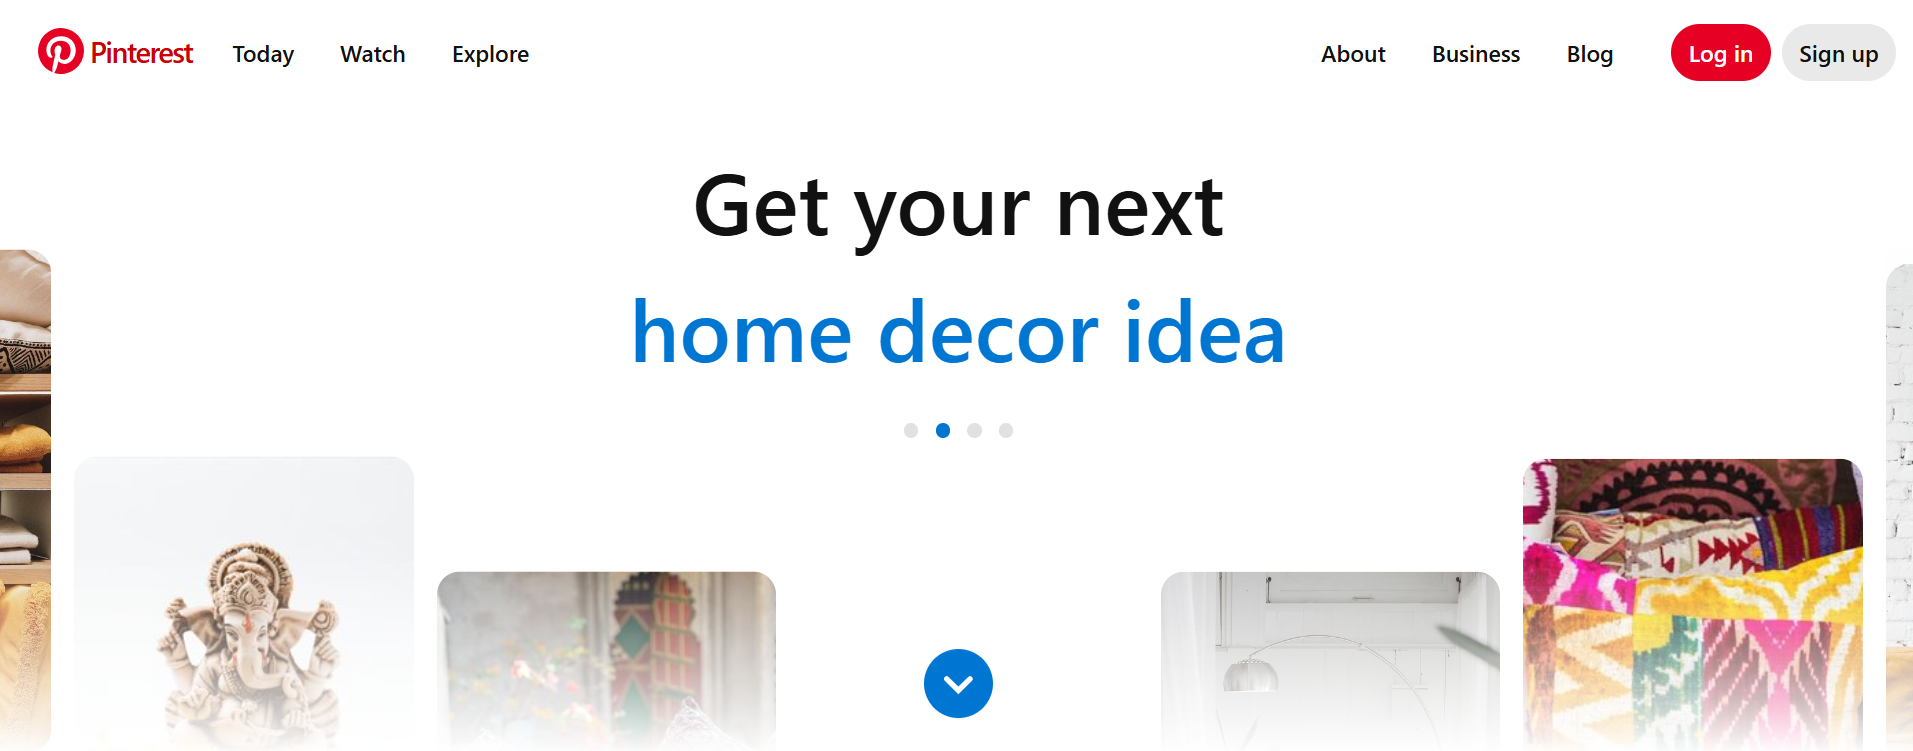 Pinterest Today Watch Explore About Business Blog Log in Sign up
Get your next
home decor idea